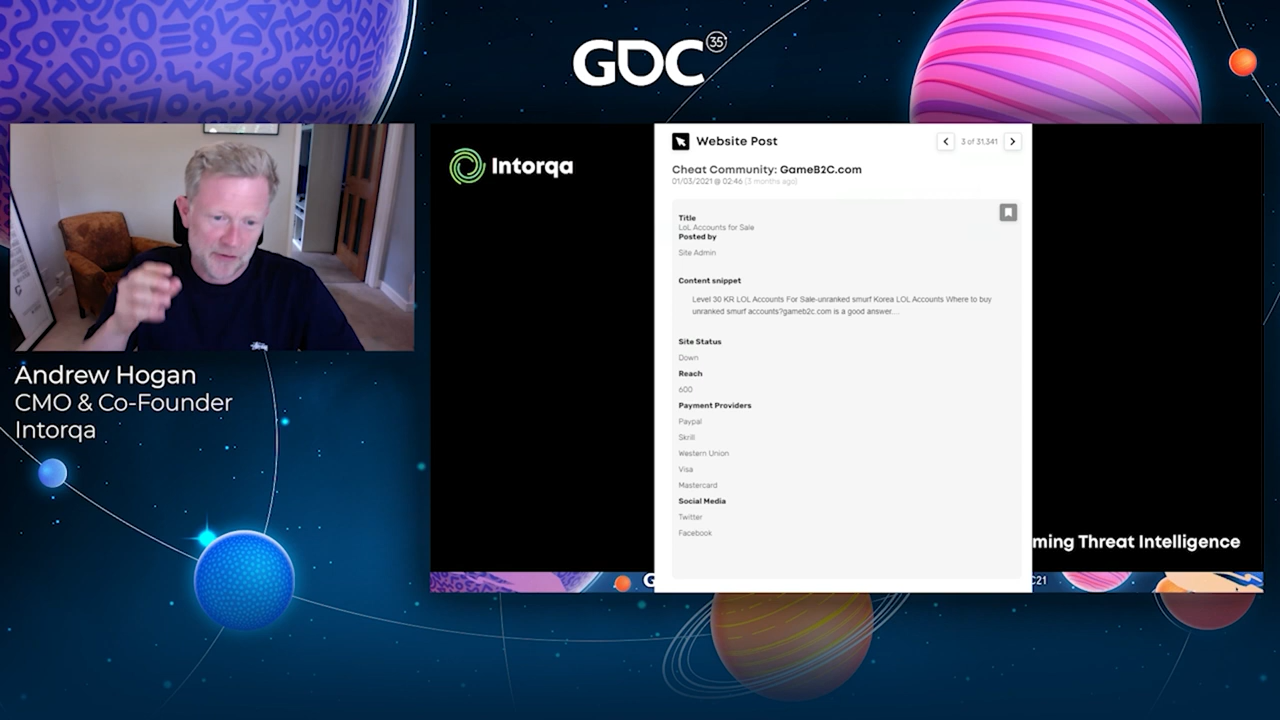 GDC 35
Intorqa
Website Post
3 of 31,341
Cheat Community: GameB2C.com
01/03/2021 @ 02:46 (3 months ago)
Title
LoL Accounts for Sale
Posted by
Site Admin
Content snippet
Level 30 KR LOL Accounts For Sale-unranked smurf Korea LOL Accounts Where to buy
unranked smurf accounts?gameb2c.com is a good answer....
Site Status
Down
Reach
600
Payment Providers
Paypal
Skrill
Western Union
Visa
Mastercard
Social Media
Twitter
Facebook
ming Threat Intelligence
G
C21
Andrew Hogan
CMO & Co-Founder
Intorqa